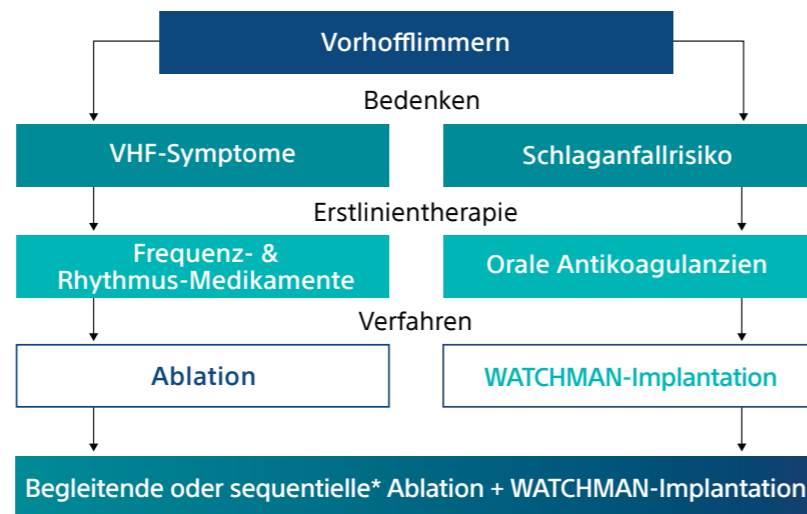 Vorhofflimmern
Bedenken
VHF-Symptome
Schlaganfallrisiko
Erstlinientherapie
Frequenz- &
Rhythmus-Medikamente
Orale Antikoagulanzien
Verfahren
Ablation
WATCHMAN-Implantation
Begleitende oder sequentielle* Ablation + WATCHMAN-Implantation